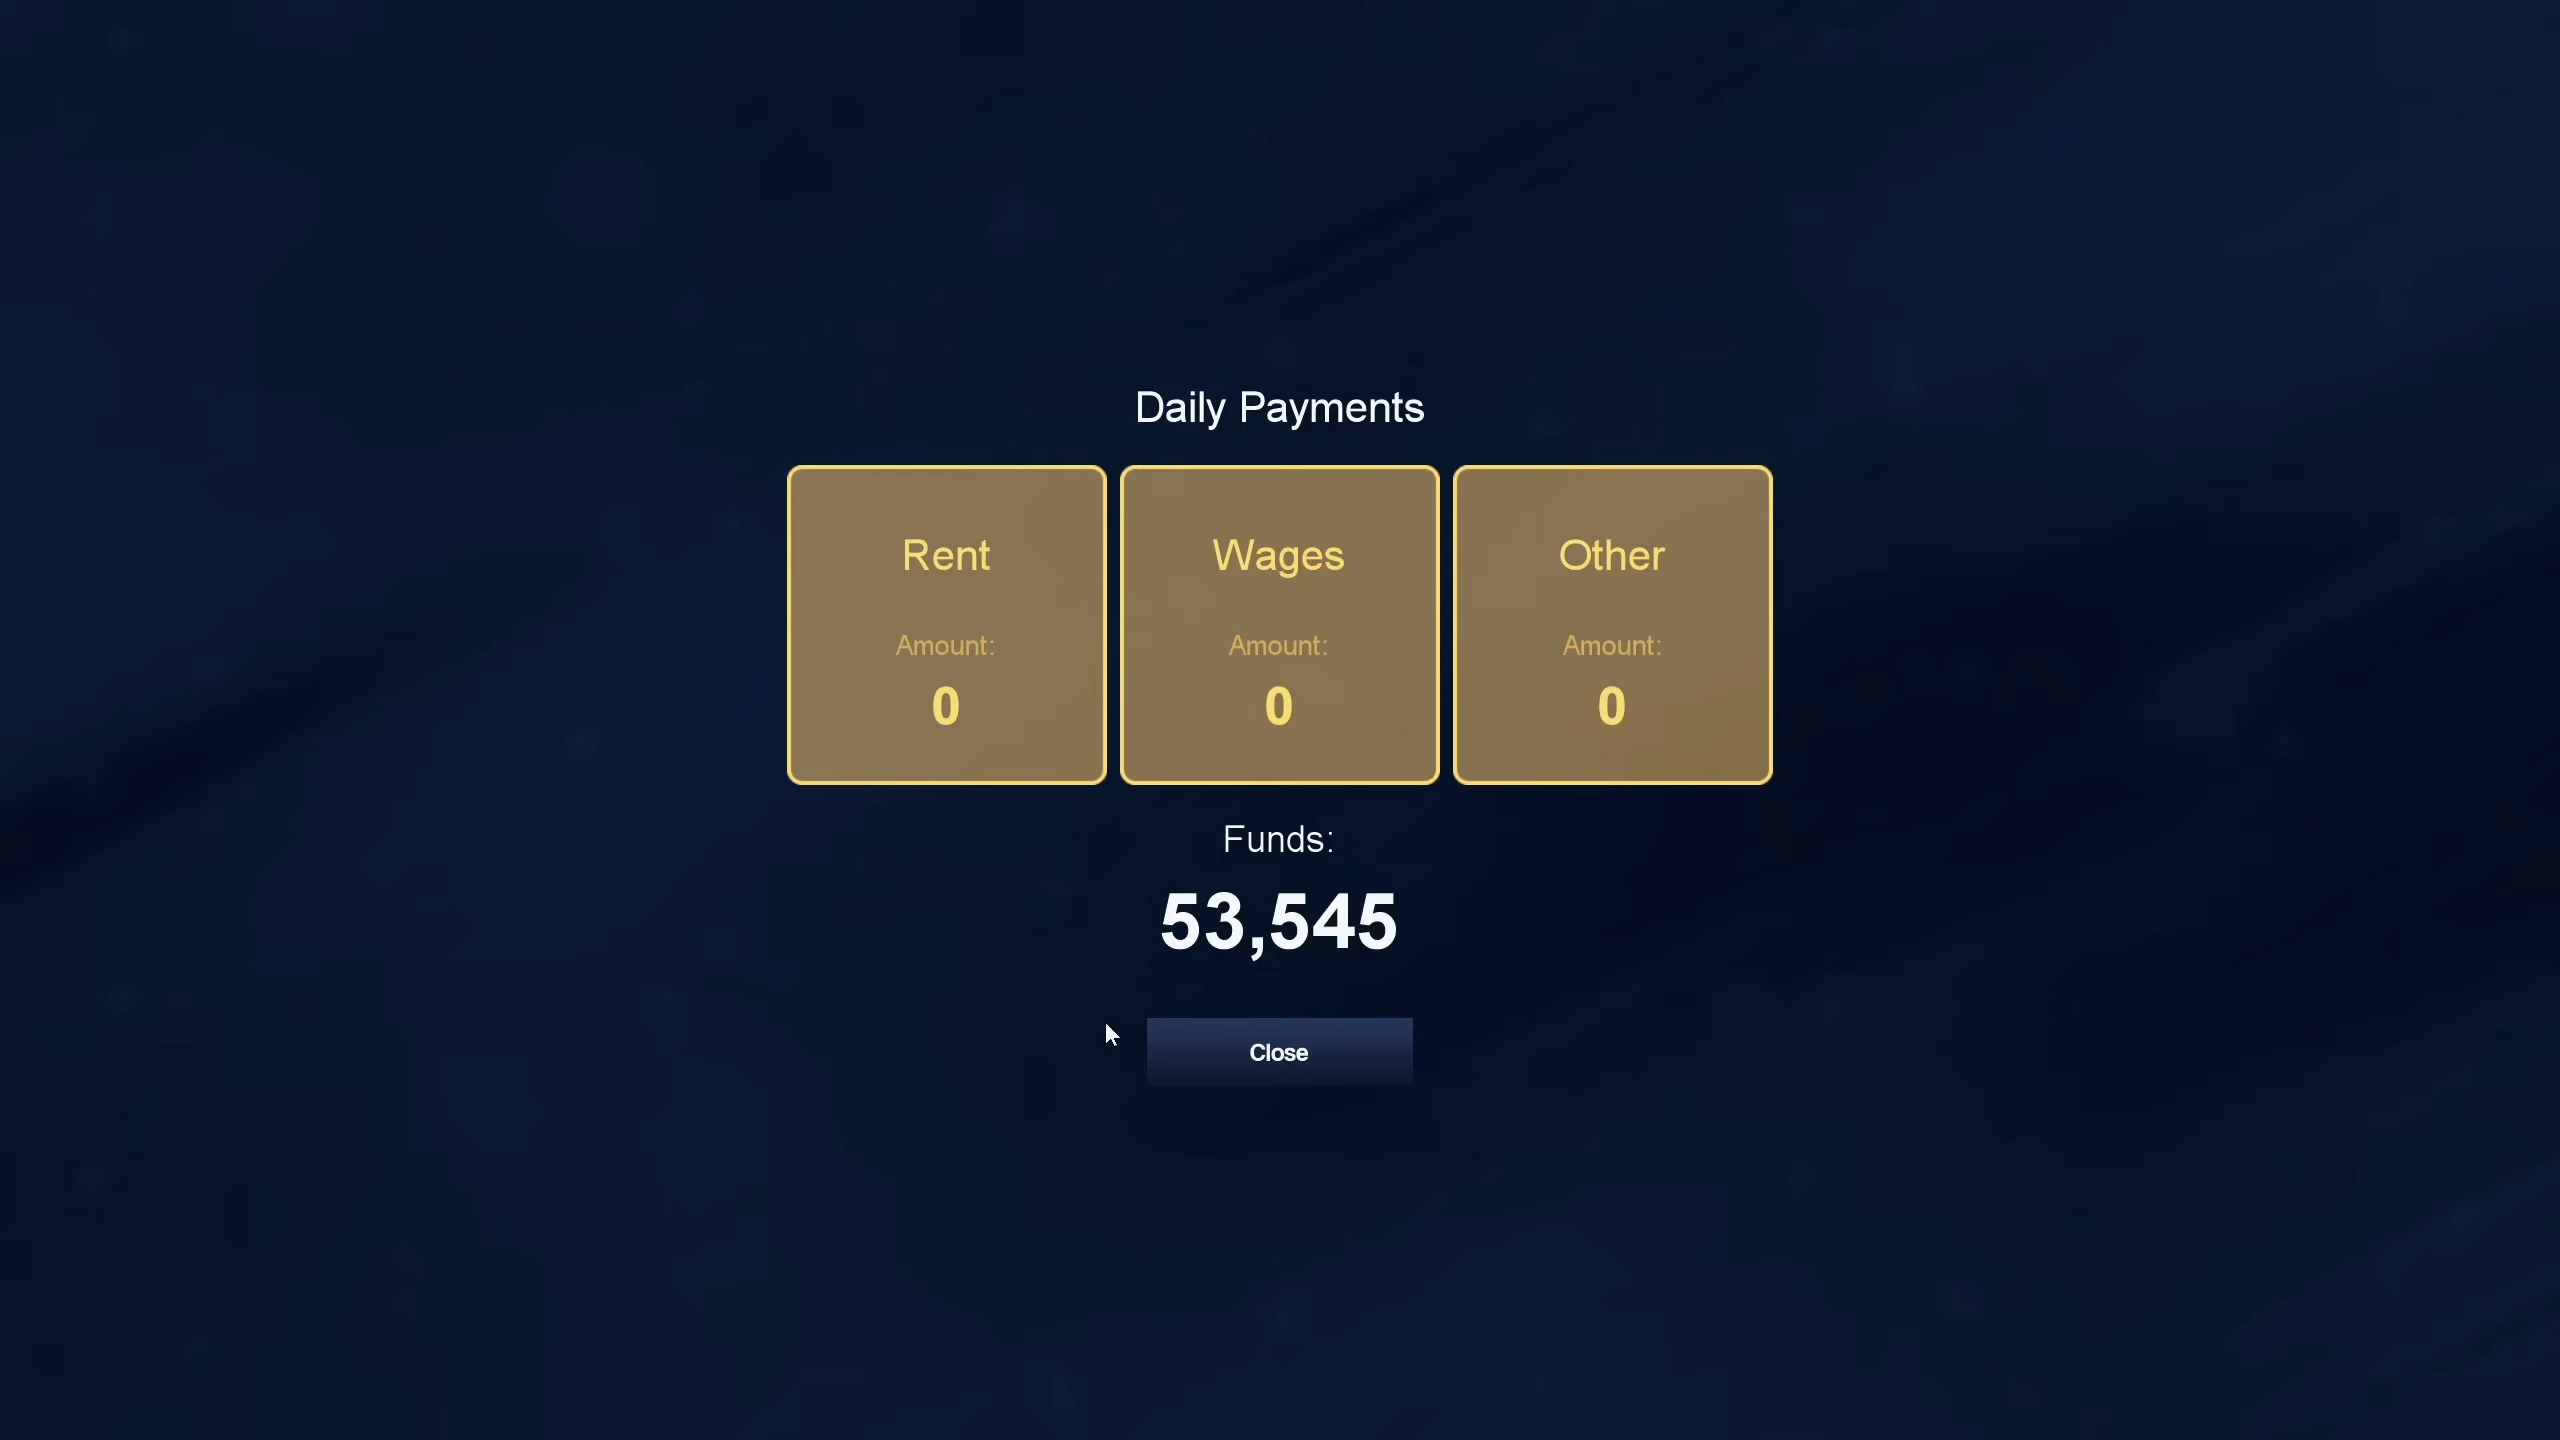 Daily Payments
Rent
Amount:
0
Wages
Amount:
0
Other
Amount:
0
Funds:
53,545
Close